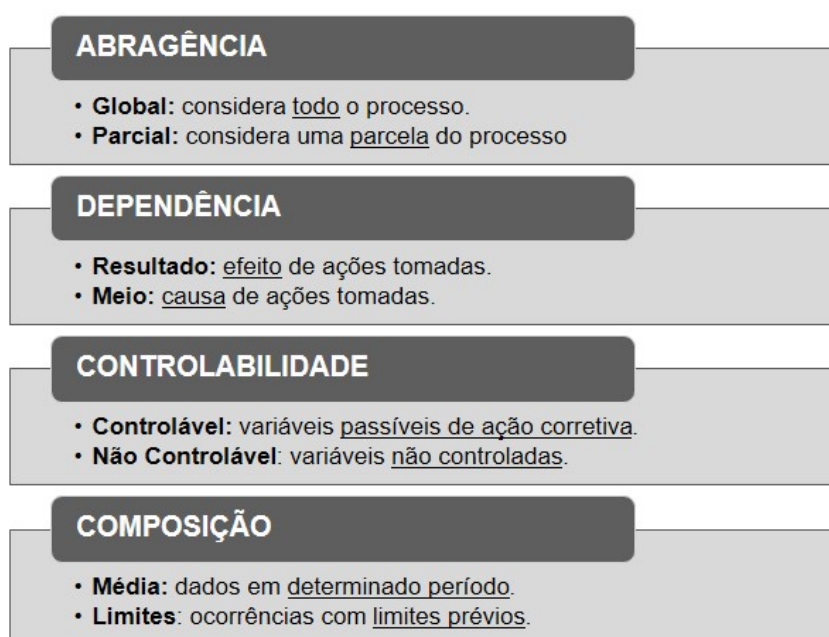 ABRAGÊNCIA
• Global: considera todo o processo.
• Parcial: considera uma parcela do processo
DEPENDÊNCIA
• Resultado: efeito de ações tomadas.
• Meio: causa de ações tomadas.
CONTROLABILIDADE
• Controlável: variáveis passíveis de ação corretiva.
• Não Controlável: variáveis não controladas.
COMPOSIÇÃO
• Média: dados em determinado período.
• Limites: ocorrências com limites prévios.